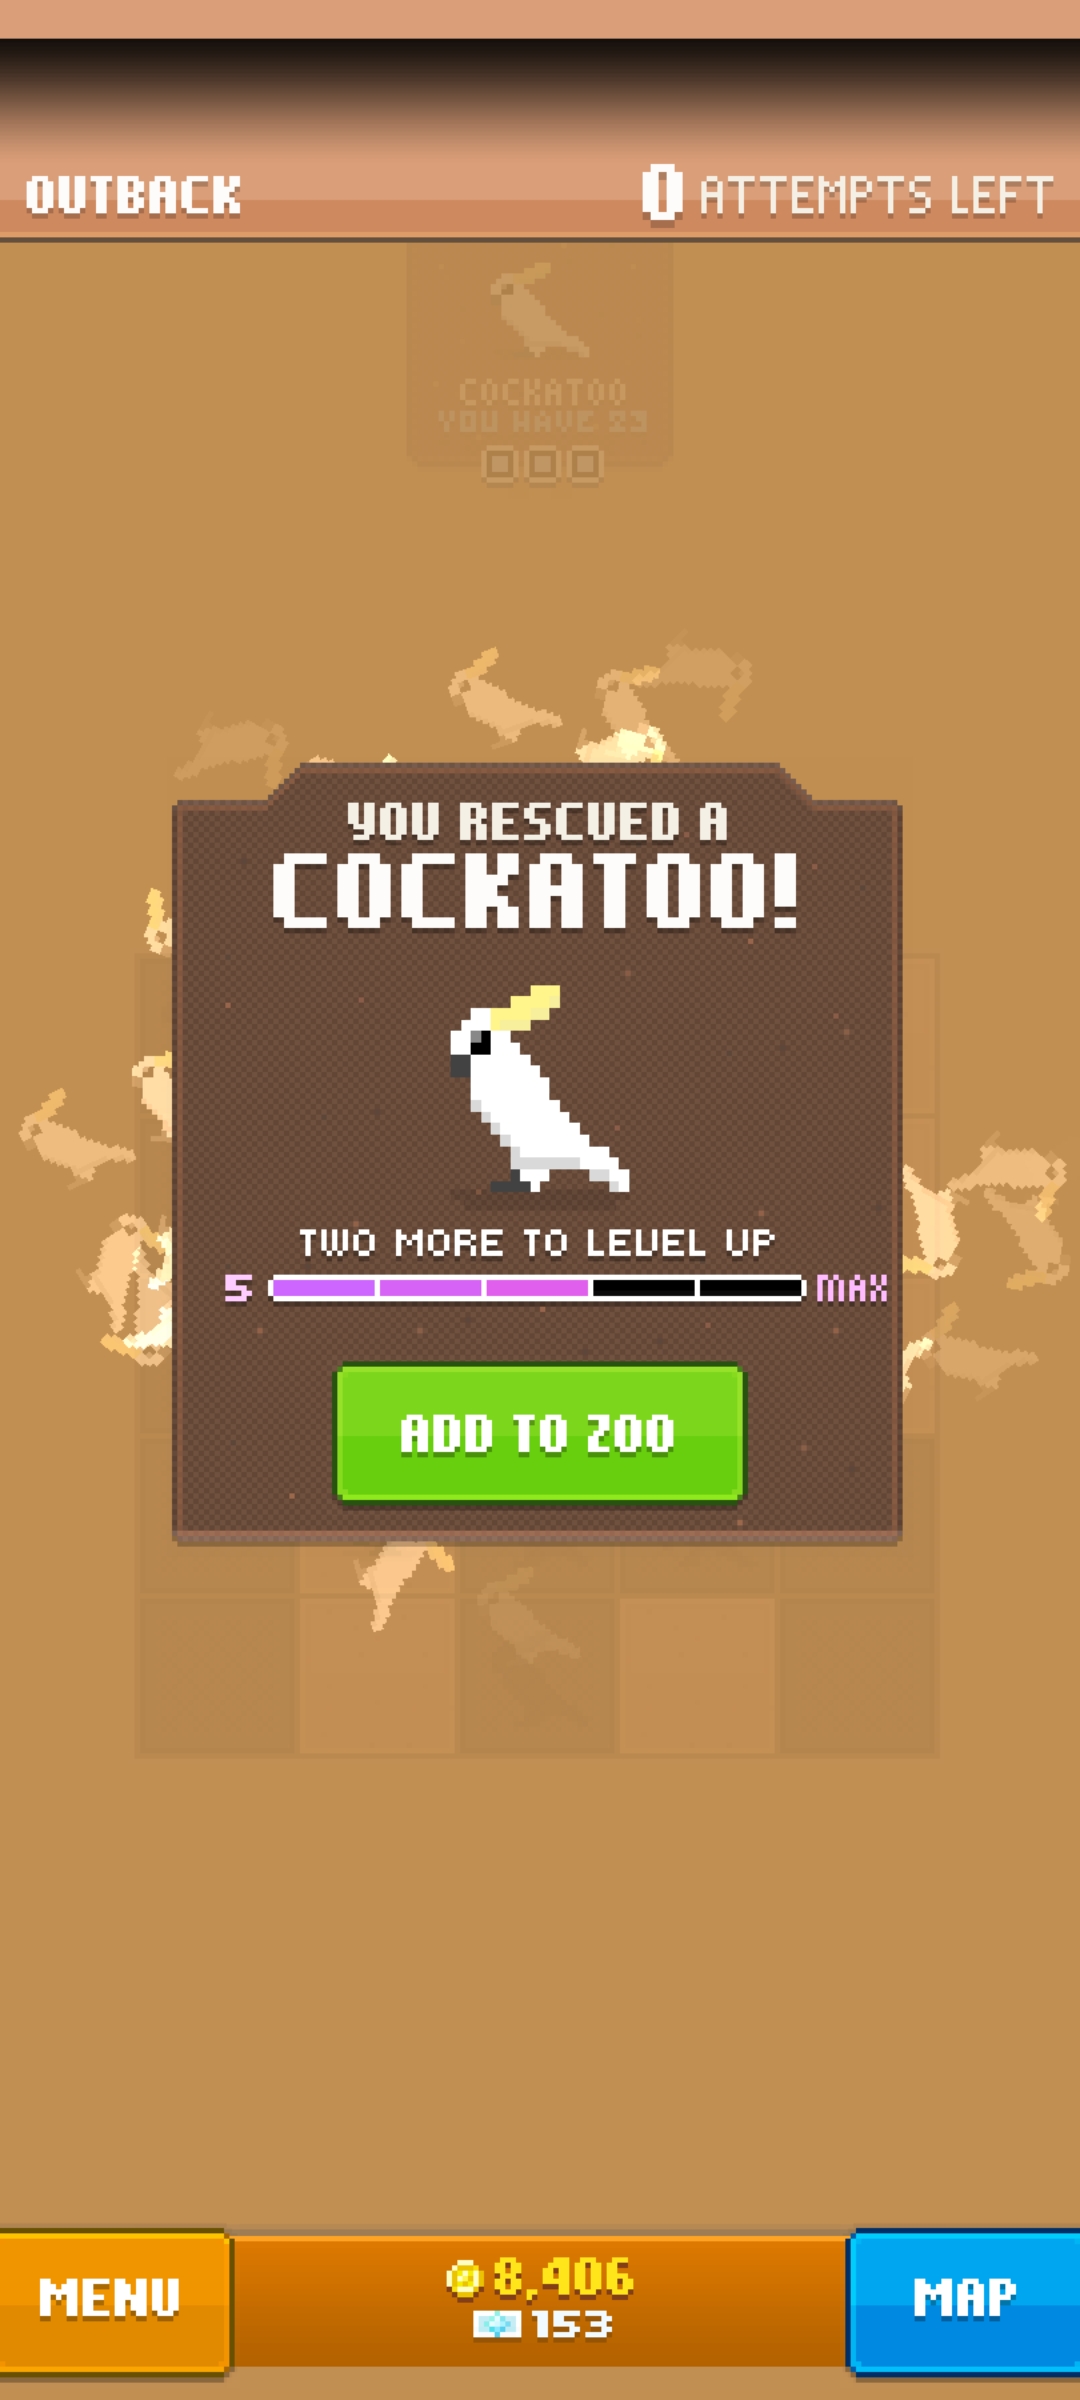 OUTBACK
0 ATTEMPTS LEFT
COCKATOO
YOU HAVE 23
YOU RESCUED A
COCKATOO!
TWO MORE TO LEVEL UP
5 MAX
ADD TO ZOO
MENU
8,406
153
MAP